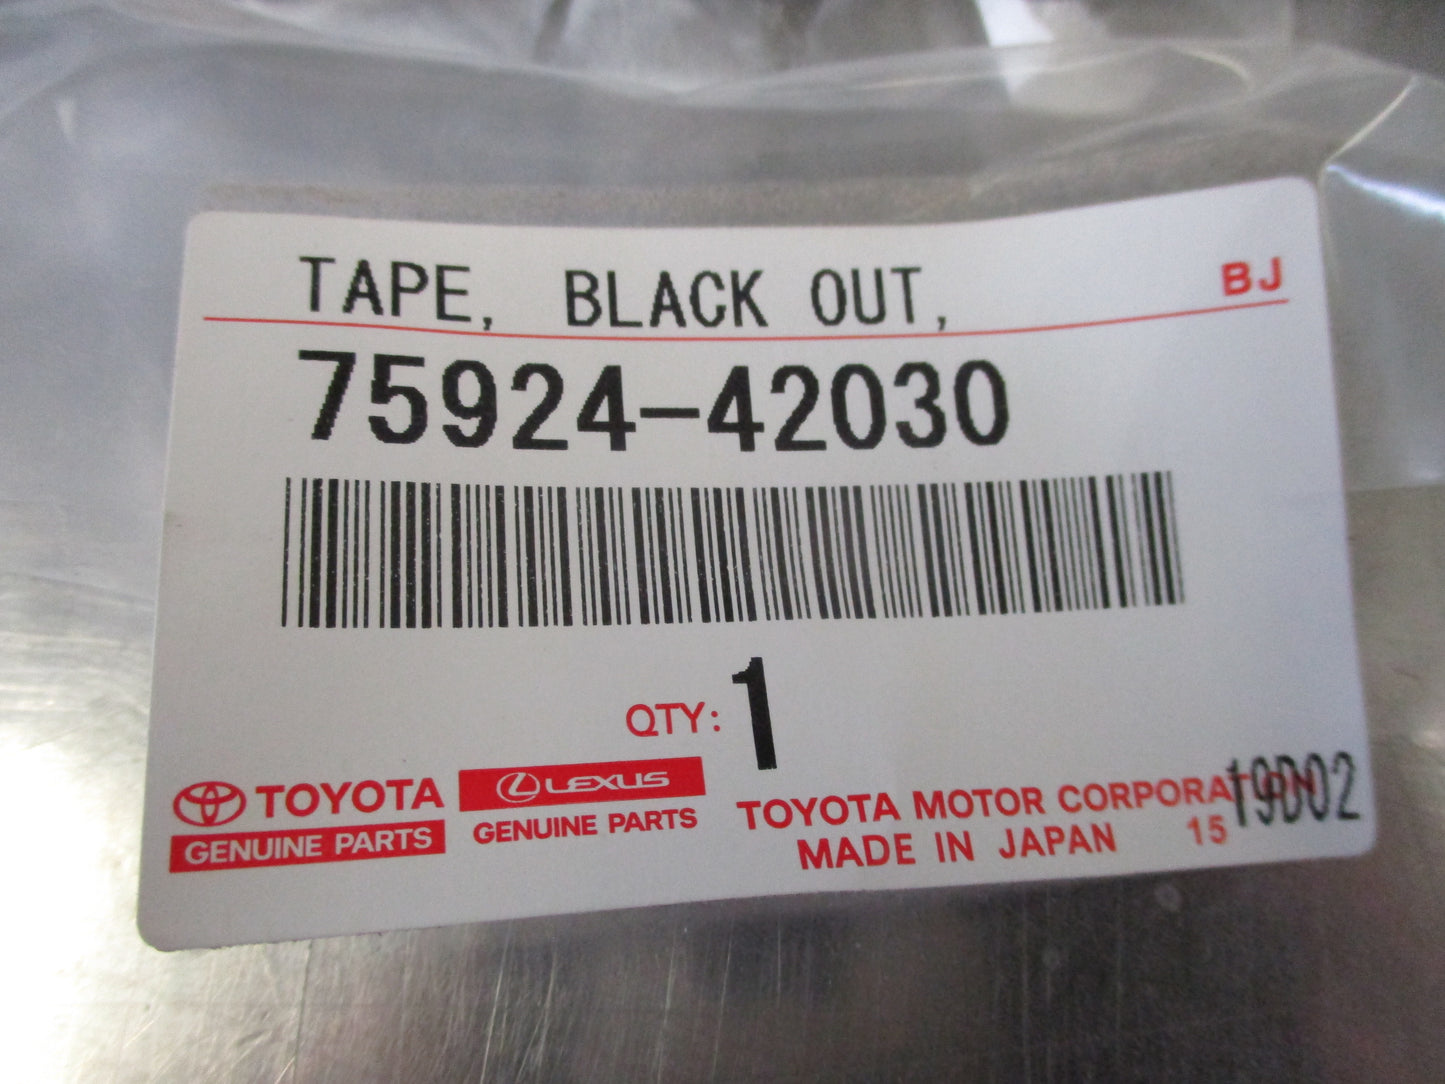 TAPE, BLACK OUT,
BJ
75924-42030
QTY: 1
TOYOTA
GENUINE PARTS
LEXUS
GENUINE PARTS
TOYOTA MOTOR CORPORATION
MADE IN JAPAN 15
19D02